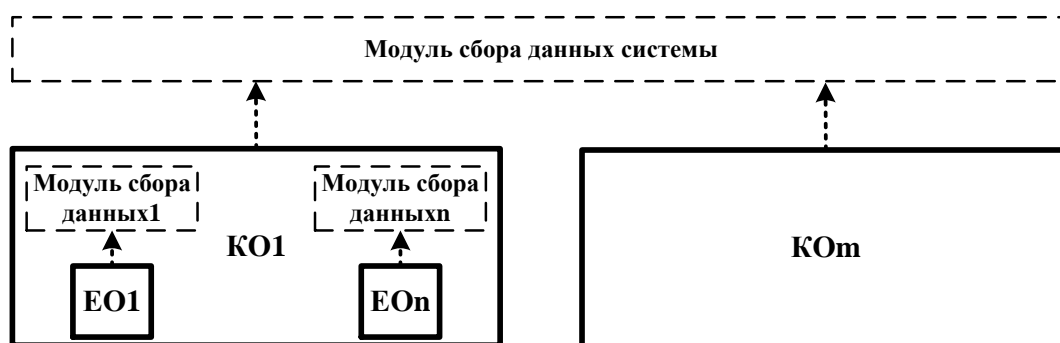 Модуль сбора данных системы
Модуль сбора
данных1
Модуль сбора
данныхn
КО1
КОm
ЕО1
ЕОn